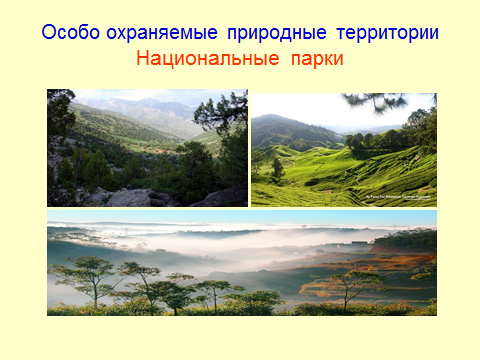 Особо охраняемые природные территории
Национальные парки